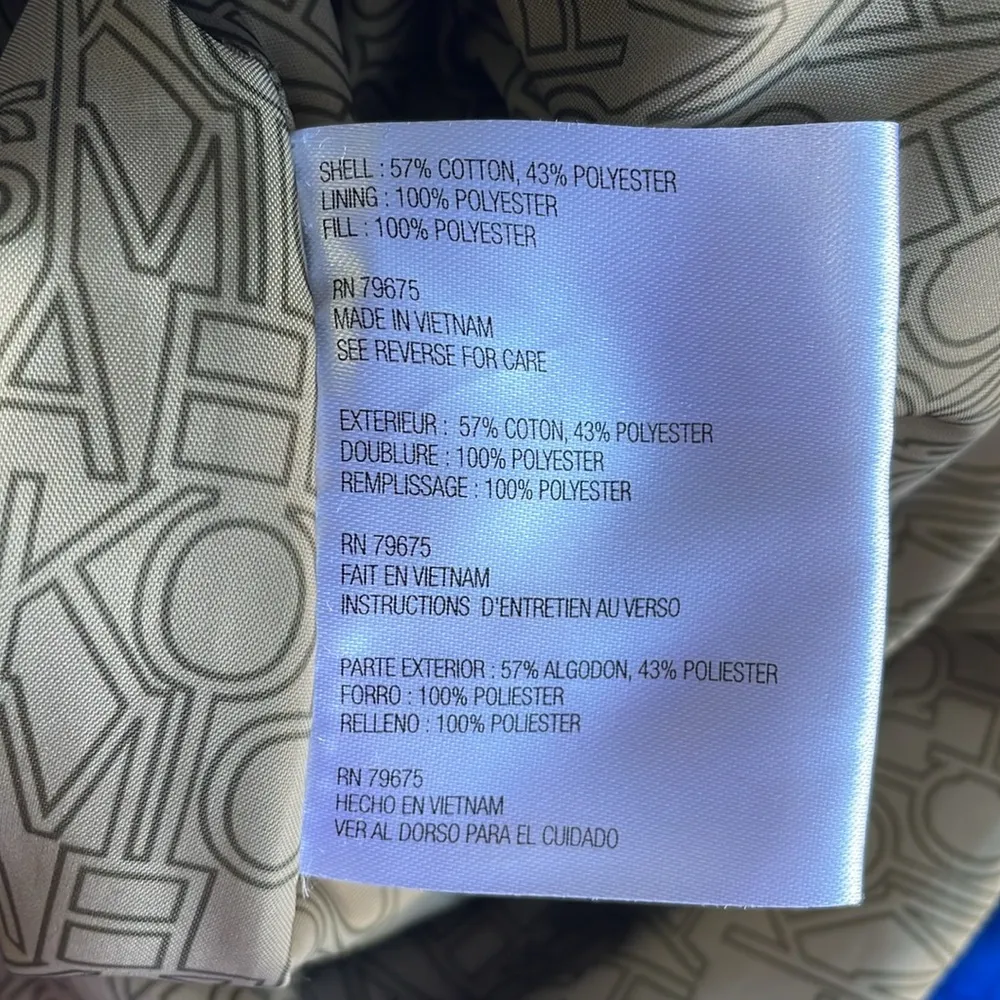 SHELL : 57% COTTON, 43% POLYESTER
LINING : 100% POLYESTER
FILL : 100% POLYESTER
RN 79675
MADE IN VIETNAM
SEE REVERSE FOR CARE
EXTERIEUR : 57% COTON, 43% POLYESTER
DOUBLURE : 100% POLYESTER
REMPLISSAGE : 100% POLYESTER
RN 79675
FAIT EN VIETNAM
INSTRUCTIONS D'ENTRETIEN AU VERSO
PARTE EXTERIOR : 57% ALGODON, 43% POLIESTER
FORRO : 100% POLIESTER
RELLENO : 100% POLIESTER
RN 79675
HECHO EN VIETNAM
VER AL DORSO PARA EL CUIDADO